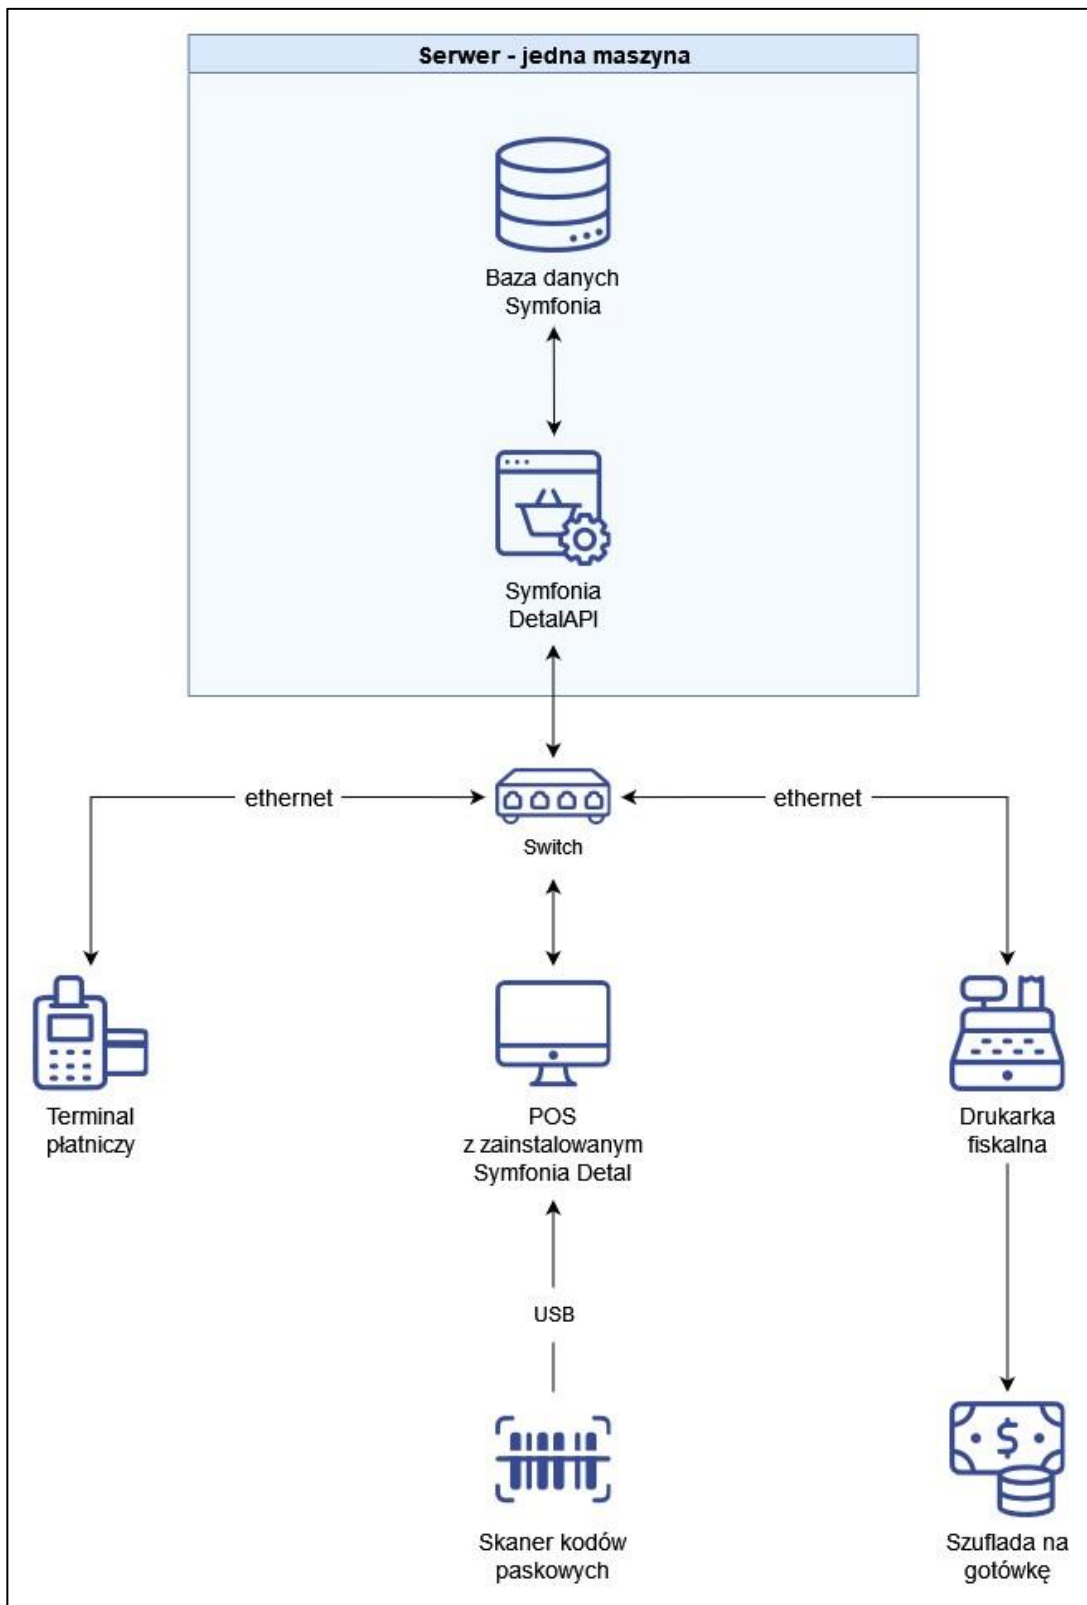 Serwer - jedna maszyna
Baza danych
Symfonia
Symfonia
DetalAPI
ethernet
ethernet
Switch
Terminal
płatniczy
POS
z zainstalowanym
Symfonia Detal
Drukarka
fiskalna
USB
$
Skaner kodów
paskowych
Szuflada na
gotówkę